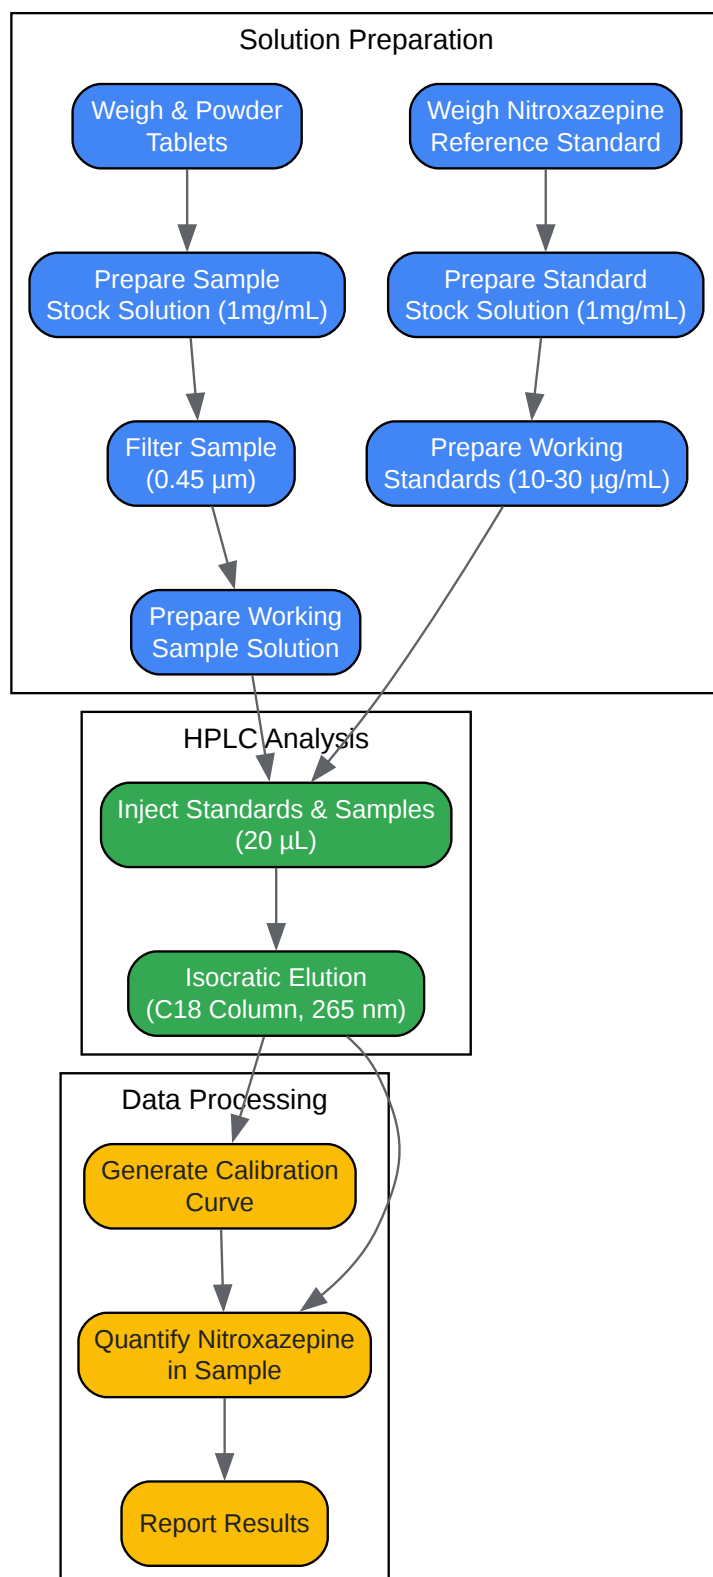 Solution Preparation
Weigh & Powder
Tablets
Weigh Nitroxazepine
Reference Standard
Prepare Sample
Stock Solution (1mg/mL)
Prepare Standard
Stock Solution (1mg/mL)
Filter Sample
(0.45 µm)
Prepare Working
Standards (10-30 µg/mL)
Prepare Working
Sample Solution
HPLC Analysis
Inject Standards & Samples
(20 µL)
Isocratic Elution
(C18 Column, 265 nm)
Data Processing
Generate Calibration
Curve
Quantify Nitroxazepine
in Sample
Report Results